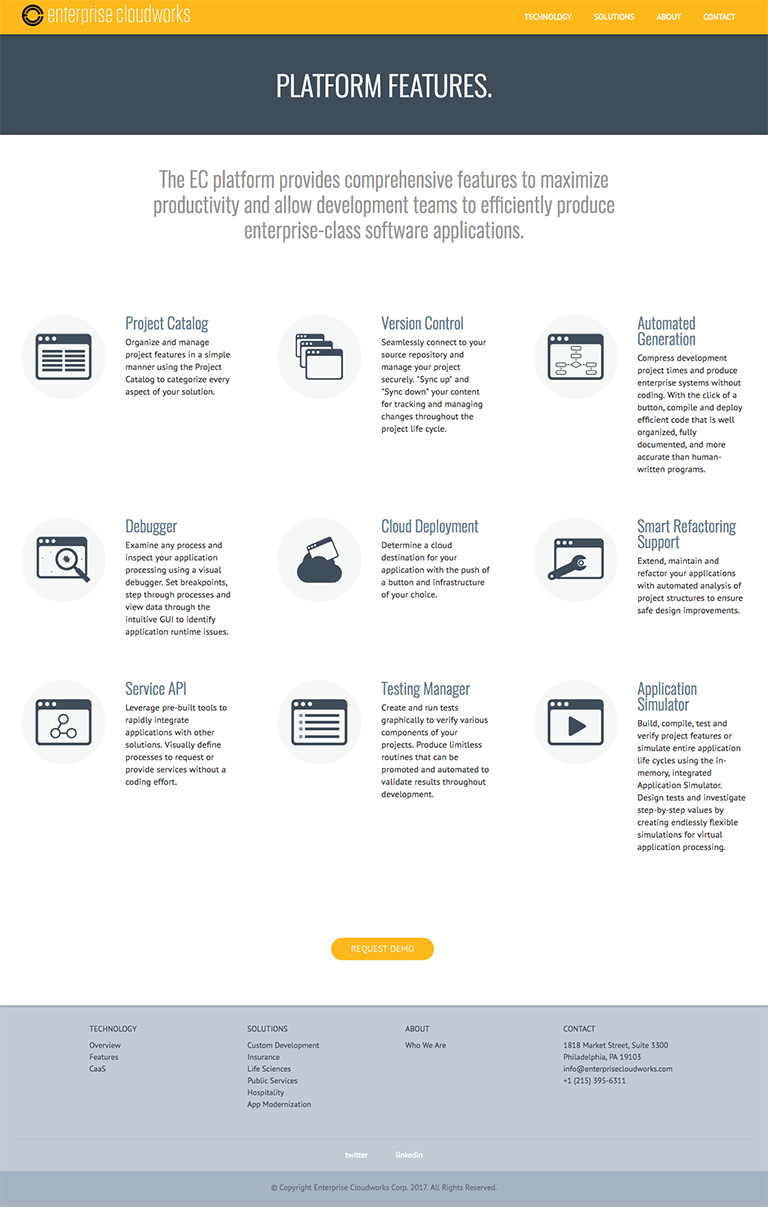 enterprise cloudworks
TECHNOLOGY SOLUTIONS ABOUT CONTACT
PLATFORM FEATURES.
The EC platform provides comprehensive features to maximize
productivity and allow development teams to efficiently produce
enterprise-class software applications.
Project Catalog
Organize and manage
project features in a simple
manner using the Project
Catalog to categorize every
aspect of your solution.
Version Control
Seamlessly connect to your
source repository and
manage your project
securely. "Sync up" and
"Sync down" your content
for tracking and managing
changes throughout the
project life cycle.
Automated
Generation
Compress development
project times and produce
enterprise systems without
coding. With the click of a
button, compile and deploy
efficient code that is well
organized, fully
documented, and more
accurate than human-
written programs.
Debugger
Examine any process and
inspect your application
processing using a visual
debugger. Set breakpoints,
step through processes and
view data through the
intuitive GUI to identify
application runtime issues.
Cloud Deployment
Determine a cloud
destination for your
application with the push of
a button and infrastructure
of your choice.
Smart Refactoring
Support
Extend, maintain and
refactor your applications
with automated analysis of
project structures to ensure
safe design improvements.
Service API
Leverage pre-built tools to
rapidly integrate
applications with other
solutions. Visually define
processes to request or
provide services without a
coding effort.
Testing Manager
Create and run tests
graphically to verify various
components of your
projects. Produce limitless
routines that can be
promoted and automated to
validate results throughout
development.
Application
Simulator
Build, compile, test and
verify project features or
simulate entire application
life cycles using the in-
memory, integrated
Application Simulator.
Design tests and investigate
step-by-step values by
creating endlessly flexible
simulations for virtual
application processing.
REQUEST DEMO
TECHNOLOGY
Overview
Features
CaaS
SOLUTIONS
Custom Development
Insurance
Life Sciences
Public Services
Hospitality
App Modernization
ABOUT
Who We Are
CONTACT
1818 Market Street, Suite 3300
Philadelphia, PA 19103
info@enterprisecloudworks.com
+1 (215) 395-6311
twitter linkedin
© Copyright Enterprise Cloudworks Corp. 2017. All Rights Reserved.